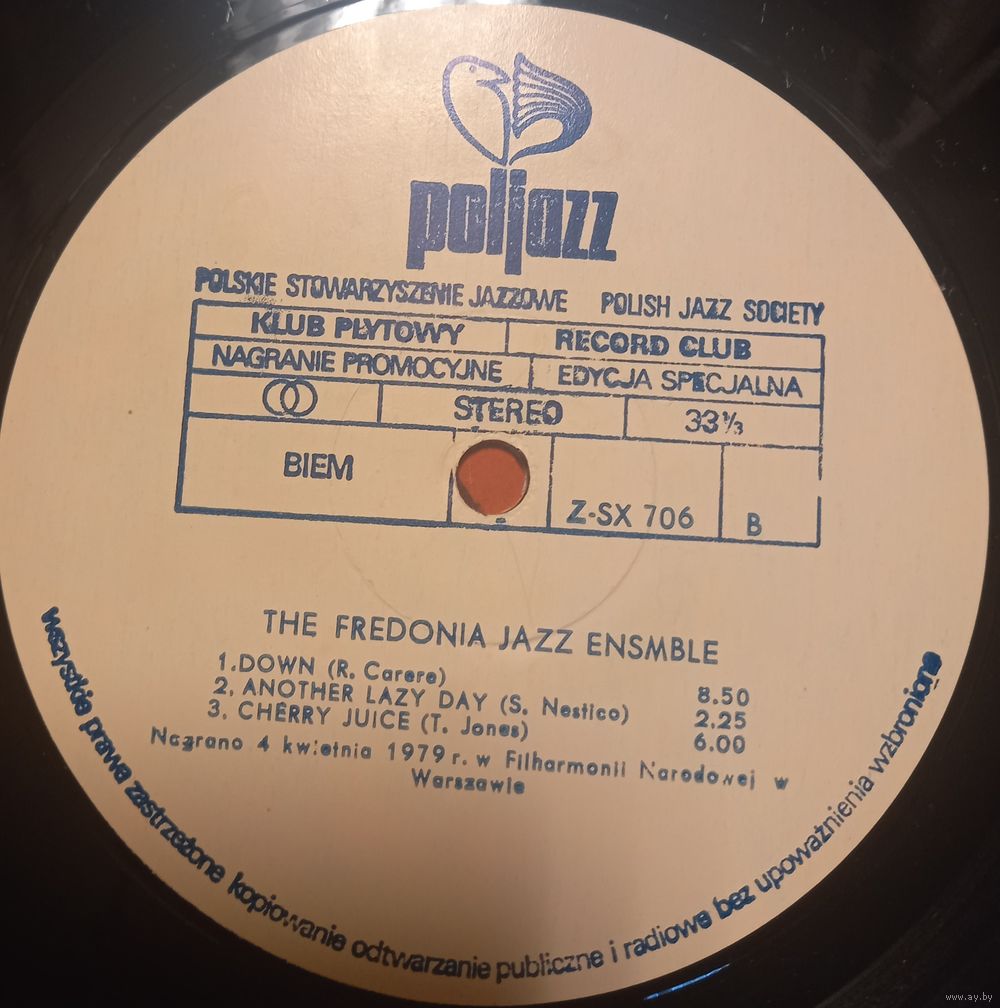 poljazz
POLSKIE STOWARZYSZENIE JAZZOWE POLISH JAZZ SOCIETY
KLUB PŁYTOWY RECORD CLUB
NAGRANIE PROMOCYJNE EDYCJA SPECJALNA
STEREO 33⅓
BIEM Z-SX 706 B
THE FREDONIA JAZZ ENSMBLE
1.DOWN (R. Carere) 8.50
2. ANOTHER LAZY DAY (S. Nestico) 2.25
3. CHERRY JUICE (T. Jones) 6.00
Nagrano 4 kwietnia 1979 r. w Filharmonii Narodowej w
Warszawie
wszystkie prawa zastrzeżone kopiowanie odtwarzanie publiczne i radiowe bez upoważnienia wzbronione
www.ay.by